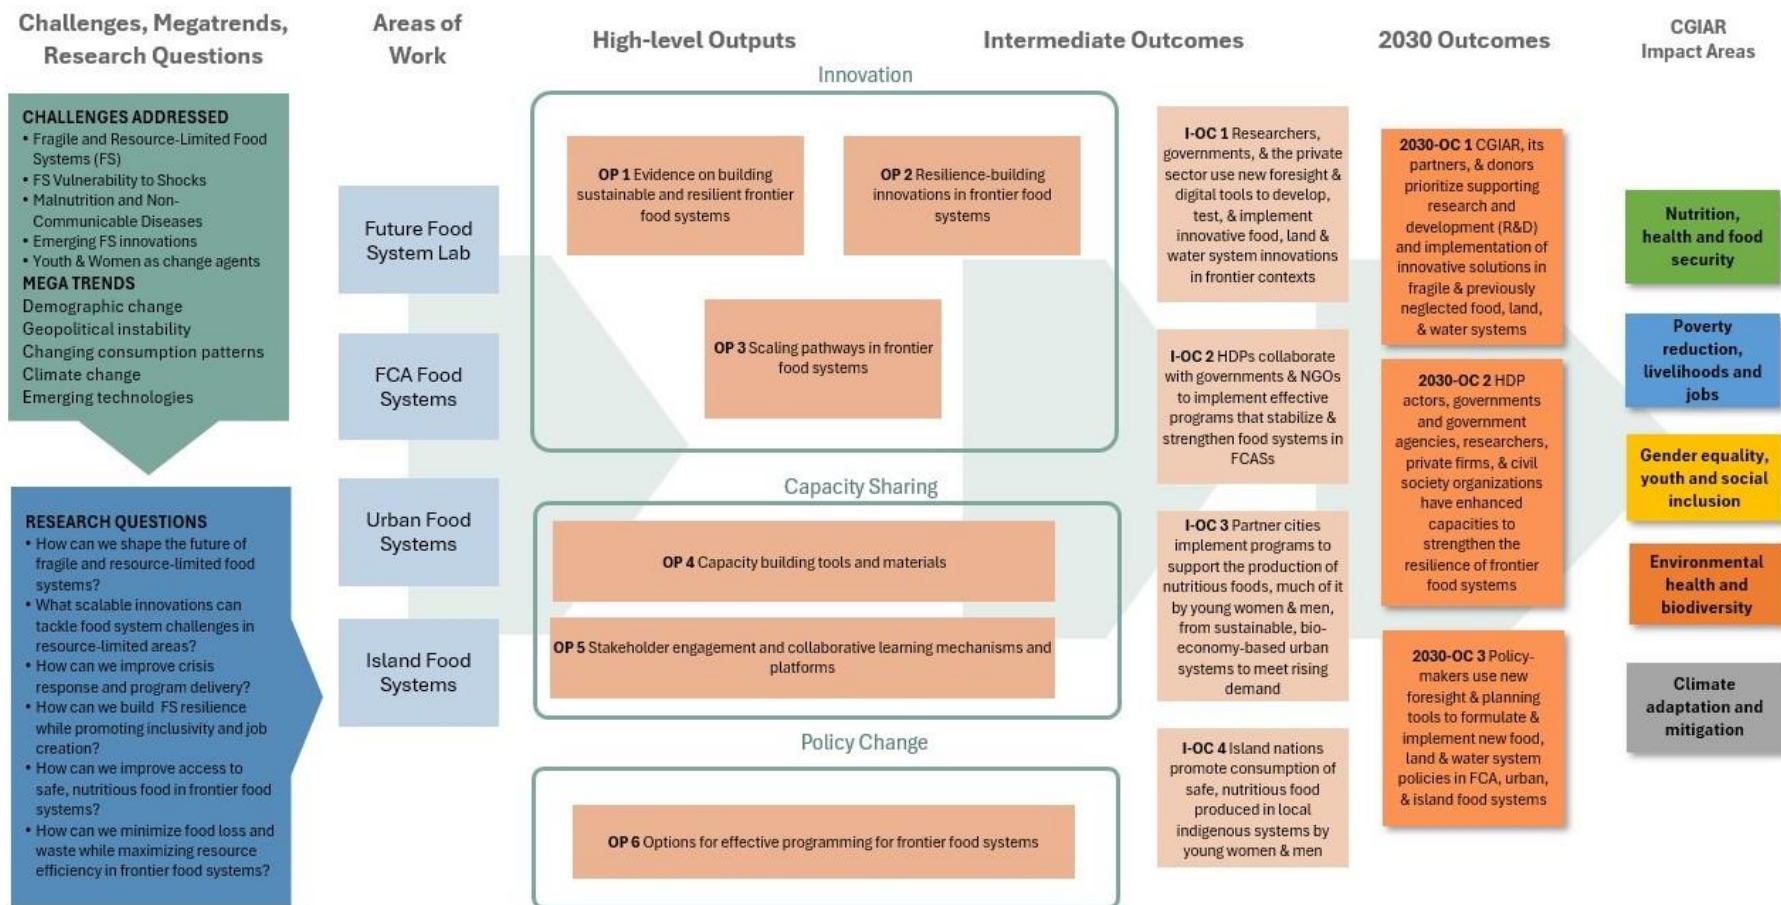 Challenges, Megatrends,
Research Questions
Areas of
Work
High-level Outputs
Intermediate Outcomes
2030 Outcomes
CGIAR
Impact Areas
CHALLENGES ADDRESSED
• Fragile and Resource-Limited Food
Systems (FS)
• FS Vulnerability to Shocks
• Malnutrition and Non-
Communicable Diseases
• Emerging FS innovations
• Youth & Women as change agents
MEGA TRENDS
Demographic change
Geopolitical instability
Changing consumption patterns
Climate change
Emerging technologies
RESEARCH QUESTIONS
• How can we shape the future of
fragile and resource-limited food
systems?
• What scalable innovations can
tackle food system challenges in
resource-limited areas?
• How can we improve crisis
response and program delivery?
• How can we build FS resilience
while promoting inclusivity and job
creation?
• How can we improve access to
safe, nutritious food in frontier food
systems?
• How can we minimize food loss and
waste while maximizing resource
efficiency in frontier food systems?
Future Food
System Lab
FCA Food
Systems
Urban Food
Systems
Island Food
Systems
Innovation
OP 1 Evidence on building
sustainable and resilient frontier
food systems
OP 2 Resilience-building
innovations in frontier food
systems
OP 3 Scaling pathways in frontier
food systems
Capacity Sharing
OP 4 Capacity building tools and materials
OP 5 Stakeholder engagement and collaborative learning mechanisms and
platforms
Policy Change
OP 6 Options for effective programming for frontier food systems
I-OC 1 Researchers,
governments, & the private
sector use new foresight &
digital tools to develop,
test, & implement
innovative food, land &
water system innovations
in frontier contexts
I-OC 2 HDPs collaborate
with governments & NGOs
to implement effective
programs that stabilize &
strengthen food systems in
FCASs
I-OC 3 Partner cities
implement programs to
support the production of
nutritious foods, much of it
by young women & men,
from sustainable, bio-
economy-based urban
systems to meet rising
demand
I-OC 4 Island nations
promote consumption of
safe, nutritious food
produced in local
indigenous systems by
young women & men
2030-OC 1 CGIAR, its
partners, & donors
prioritize supporting
research and
development (R&D)
and implementation of
innovative solutions in
fragile & previously
neglected food, land,
& water systems
2030-OC 2 HDP
actors, governments
and government
agencies, researchers,
private firms, & civil
society organizations
have enhanced
capacities to
strengthen the
resilience of frontier
food systems
2030-OC 3 Policy-
makers use new
foresight & planning
tools to formulate &
implement new food,
land & water system
policies in FCA, urban,
& island food systems
Nutrition,
health and food
security
Poverty
reduction,
livelihoods and
jobs
Gender equality,
youth and social
inclusion
Environmental
health and
biodiversity
Climate
adaptation and
mitigation